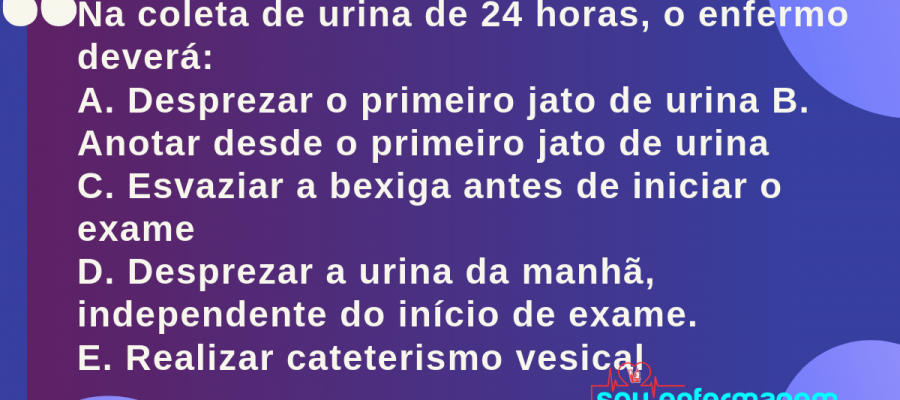 Na coleta de urina de 24 horas, o enfermo
deverá:
A. Desprezar o primeiro jato de urina B.
Anotar desde o primeiro jato de urina
C. Esvaziar a bexiga antes de iniciar o
exame
D. Desprezar a urina da manhã,
independente do início de exame.
E. Realizar cateterismo vesical
sou enfermagem